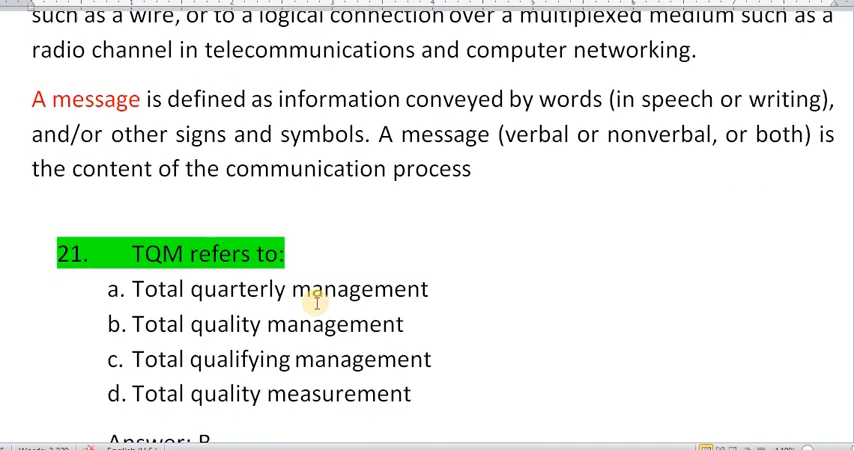 such as a wire, or to a logical connection over a multiplexed medium such as a
radio channel in telecommunications and computer networking.
A message is defined as information conveyed by words (in speech or writing),
and/or other signs and symbols. A message (verbal or nonverbal, or both) is
the content of the communication process
21. TQM refers to:
a. Total quarterly management
b. Total quality management
c. Total qualifying management
d. Total quality measurement
Answer: B